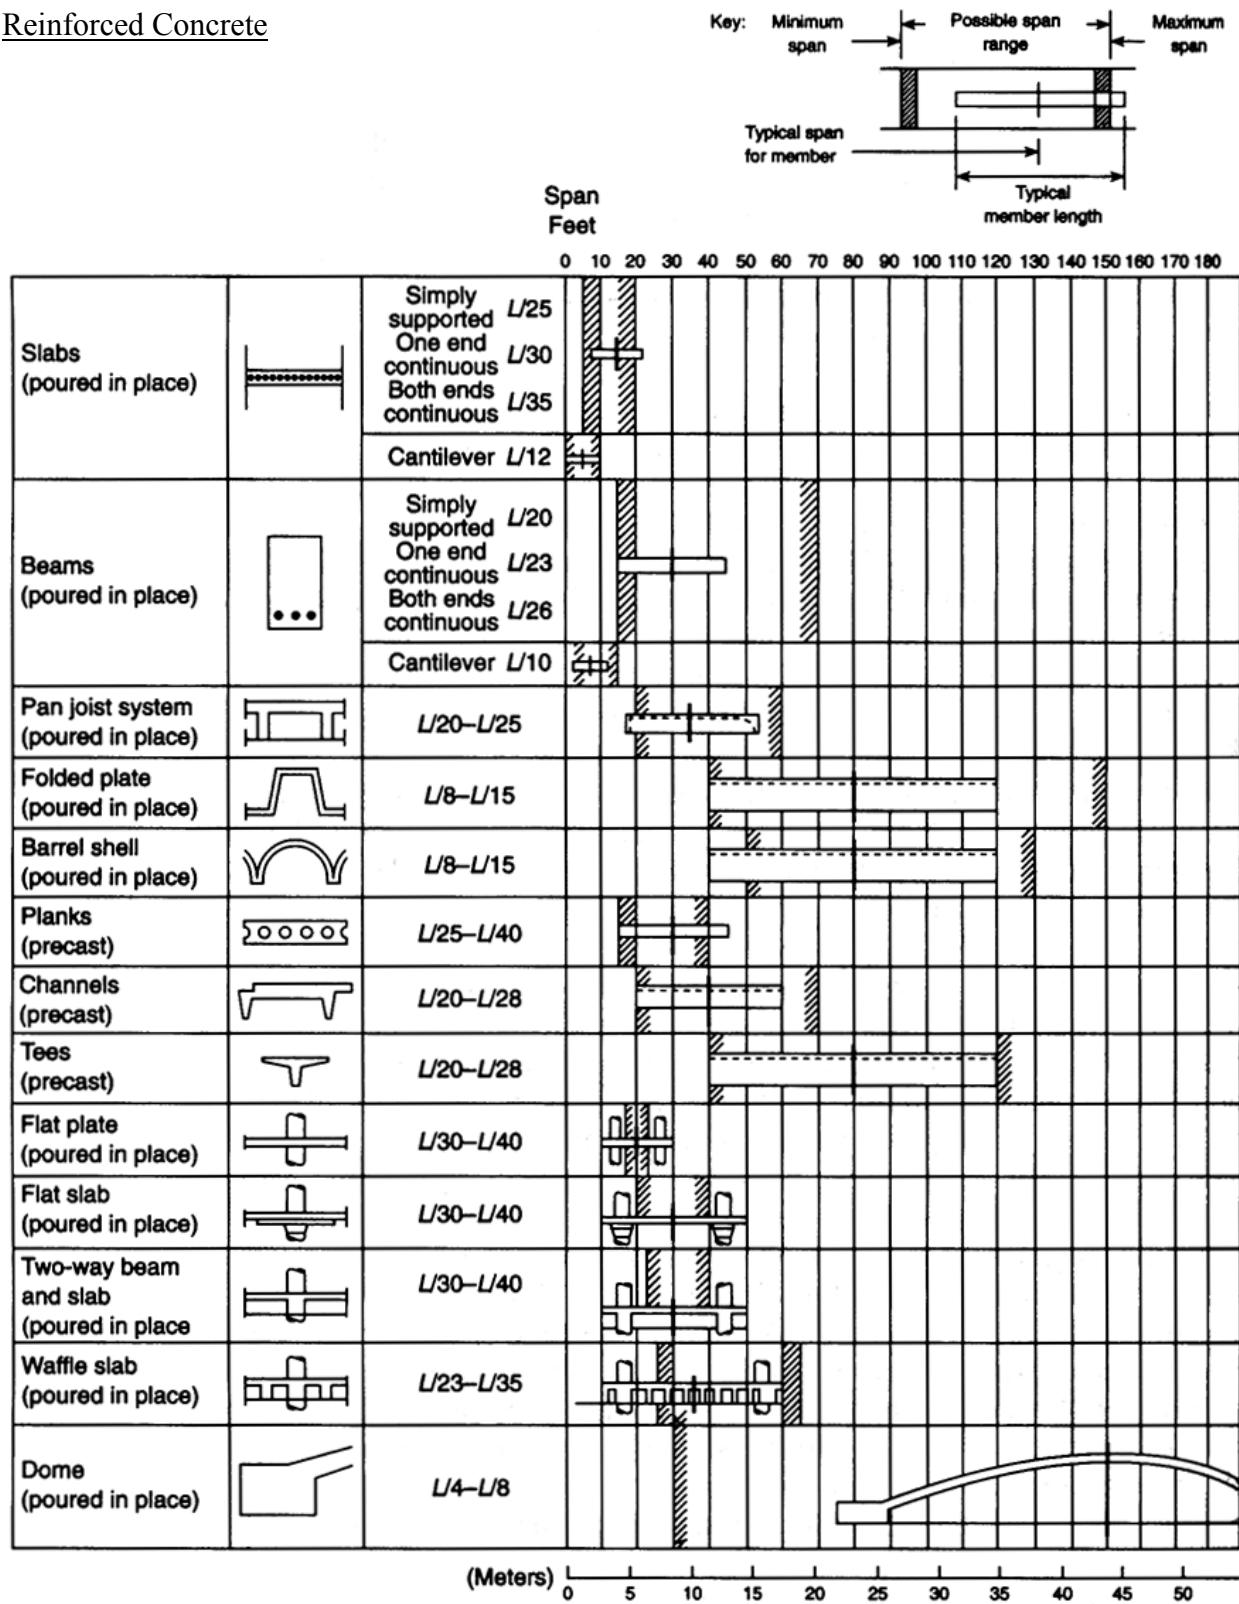 Reinforced Concrete
Key: Minimum span
Possible span range
Maximum span
Typical span for member
Typical member length
Span
Feet
0 10 20 30 40 50 60 70 80 90 100 110 120 130 140 150 160 170 180
Slabs
(poured in place)
Simply supported L/25
One end continuous L/30
Both ends continuous L/35
Cantilever L/12
Beams
(poured in place)
Simply supported L/20
One end continuous L/23
Both ends continuous L/26
Cantilever L/10
Pan joist system
(poured in place)
L/20–L/25
Folded plate
(poured in place)
L/8–L/15
Barrel shell
(poured in place)
L/8–L/15
Planks
(precast)
L/25–L/40
Channels
(precast)
L/20–L/28
Tees
(precast)
L/20–L/28
Flat plate
(poured in place)
L/30–L/40
Flat slab
(poured in place)
L/30–L/40
Two-way beam
and slab
(poured in place
L/30–L/40
Waffle slab
(poured in place)
L/23–L/35
Dome
(poured in place)
L/4–L/8
(Meters)
0 5 10 15 20 25 30 35 40 45 50